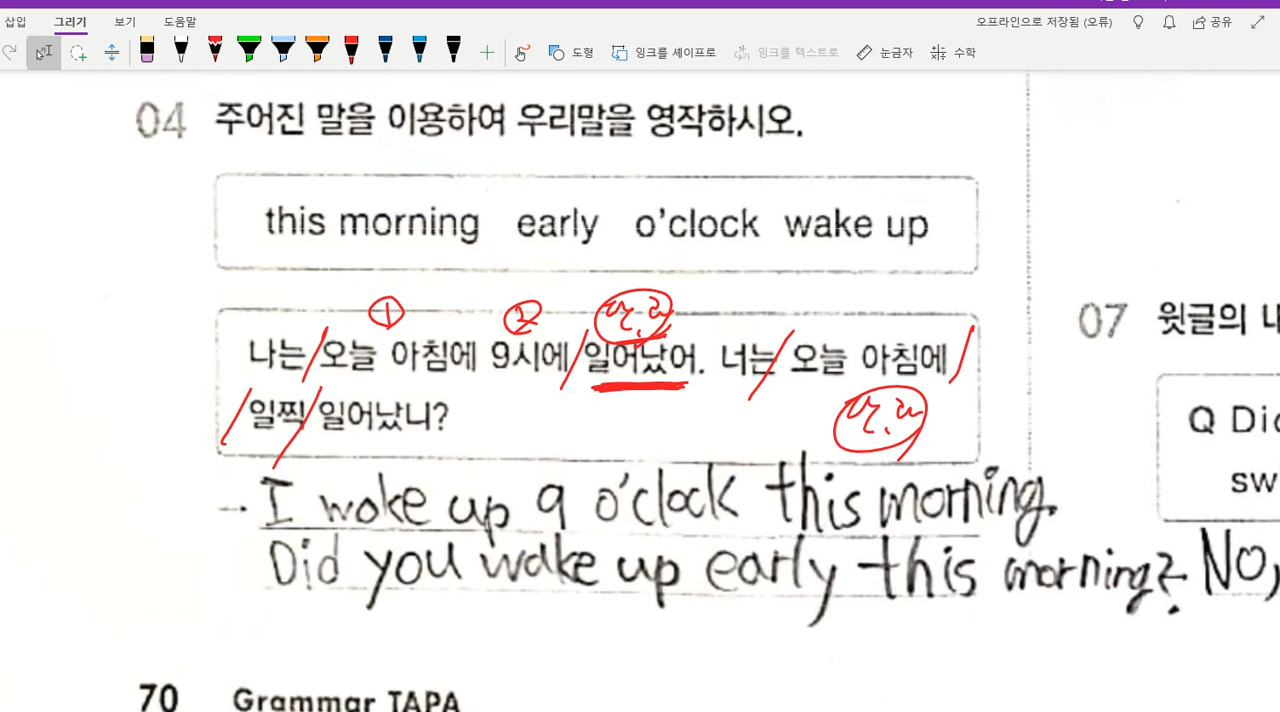 삽입 그리기 보기 도움말 오프라인으로 저장됨 (오류) 공유
도형 잉크를 셰이프로 잉크를 텍스트로 눈금자 수학
04 주어진 말을 이용하여 우리말을 영작하시오.
this morning early o'clock wake up
① ②
나는 오늘 아침에 9시에 일어났어. 너는 오늘 아침에
일찍 일어났니?
→ I woke up 9 o'clock this morning.
Did you wake up early this morning? No,
07 윗글의 내
Q Did
sw
70 Grammar TAPA